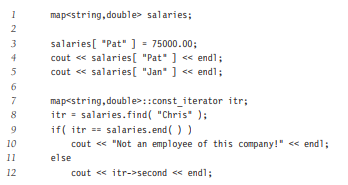 1 map<string,double> salaries;
2
3 salaries[ "Pat" ] = 75000.00;
4 cout << salaries[ "Pat" ] << endl;
5 cout << salaries[ "Jan" ] << endl;
6
7 map<string,double>::const_iterator itr;
8 itr = salaries.find( "Chris" );
9 if( itr == salaries.end( ) )
10 cout << "Not an employee of this company!" << endl;
11 else
12 cout << itr->second << endl;